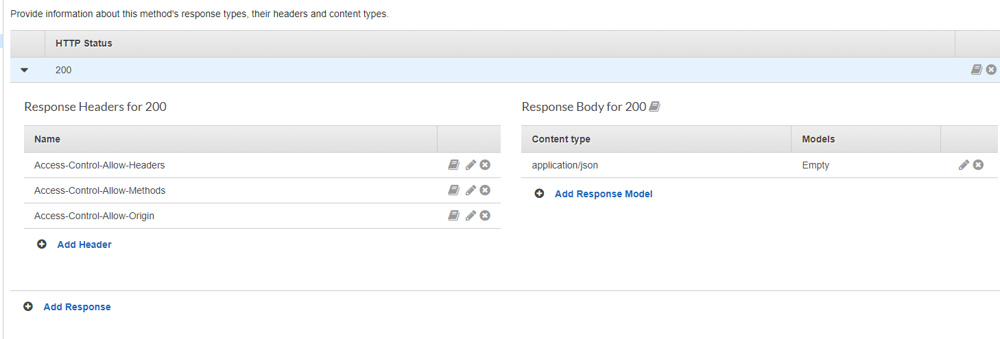 Provide information about this method's response types, their headers and content types.
HTTP Status
200
Response Headers for 200
Name
Access-Control-Allow-Headers
Access-Control-Allow-Methods
Access-Control-Allow-Origin
Add Header
Response Body for 200
Content type Models
application/json Empty
Add Response Model
Add Response